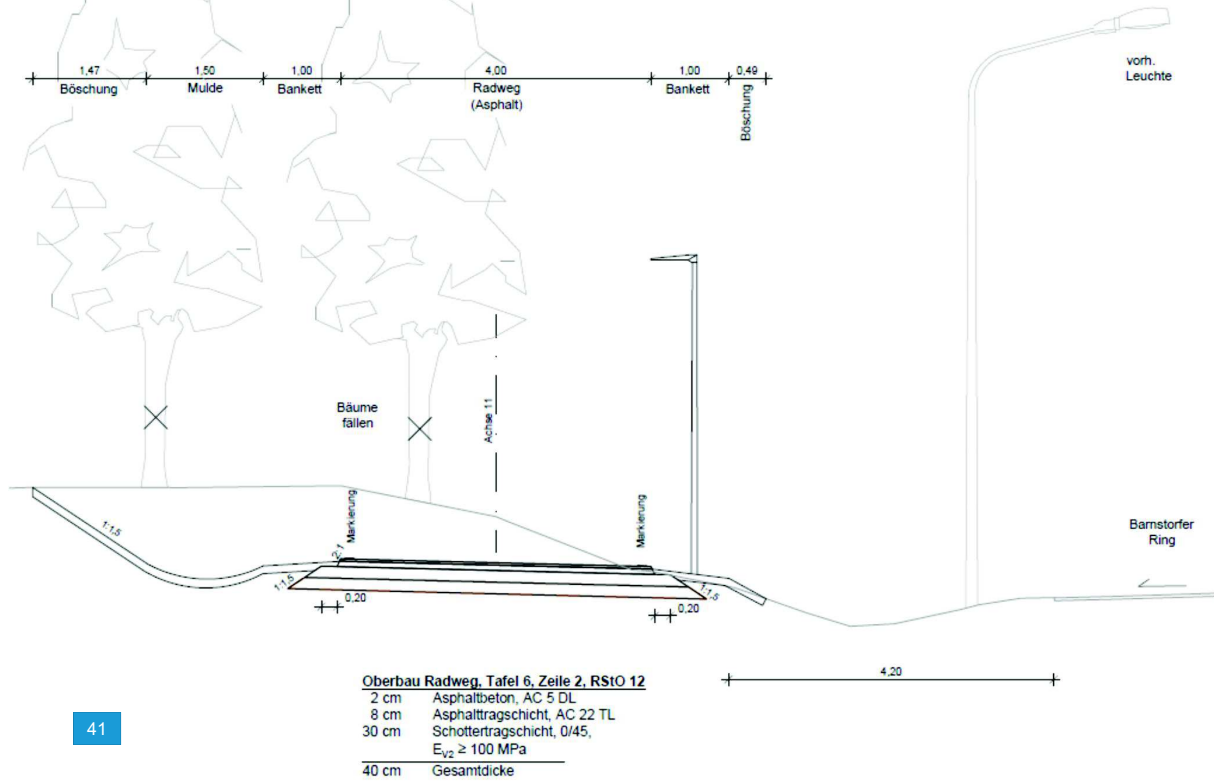 1,47
Böschung
1,50
Mulde
1,00
Bankett
4,00
Radweg
(Asphalt)
1,00
Bankett
0,49
Böschung
vorh.
Leuchte
Bäume
fällen
Achse 11
Markierung
Markierung
1:1,5
2:1
1:1,5
0,20
1:1,5
0,20
Barnstorfer
Ring
4,20
Oberbau Radweg, Tafel 6, Zeile 2, RStO 12
2 cm Asphaltbeton, AC 5 DL
8 cm Asphalttragschicht, AC 22 TL
30 cm Schottertragschicht, 0/45,
EV2 ≥ 100 MPa
40 cm Gesamtdicke
41